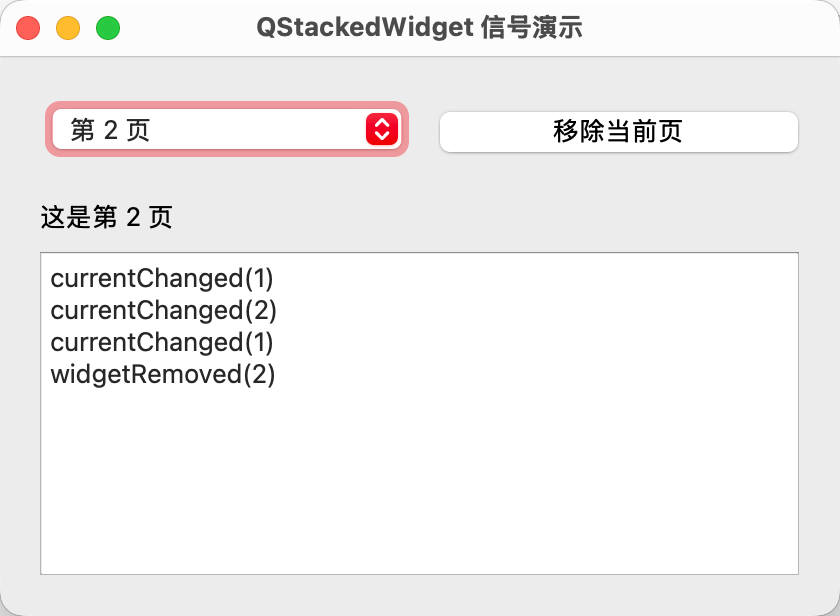 QStackedWidget 信号演示
第 2 页
移除当前页
这是第 2 页
currentChanged(1)
currentChanged(2)
currentChanged(1)
widgetRemoved(2)